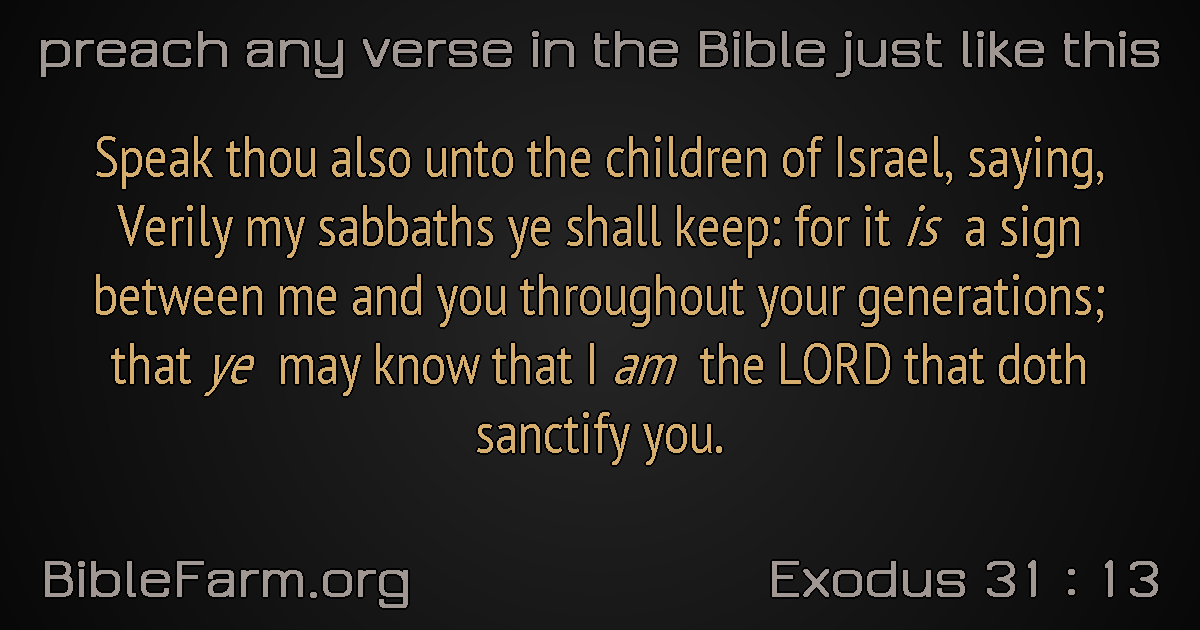 preach any verse in the Bible just like this
Speak thou also unto the children of Israel, saying,
Verily my sabbaths ye shall keep: for it is a sign
between me and you throughout your generations;
that ye may know that I am the LORD that doth
sanctify you.
BibleFarm.org
Exodus 31 : 13